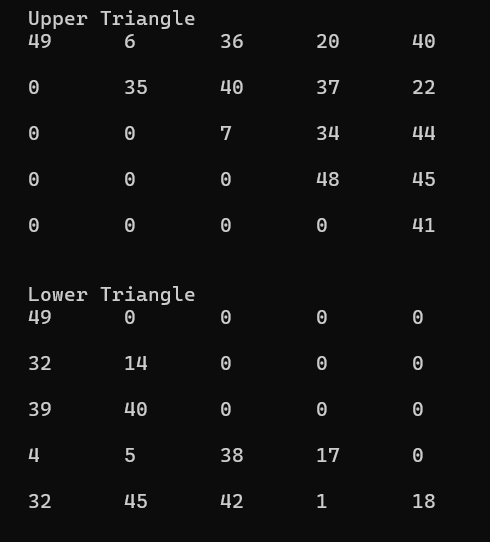 Upper Triangle
49 6 36 20 40
0 35 40 37 22
0 0 7 34 44
0 0 0 48 45
0 0 0 0 41
Lower Triangle
49 0 0 0 0
32 14 0 0 0
39 40 0 0 0
4 5 38 17 0
32 45 42 1 18